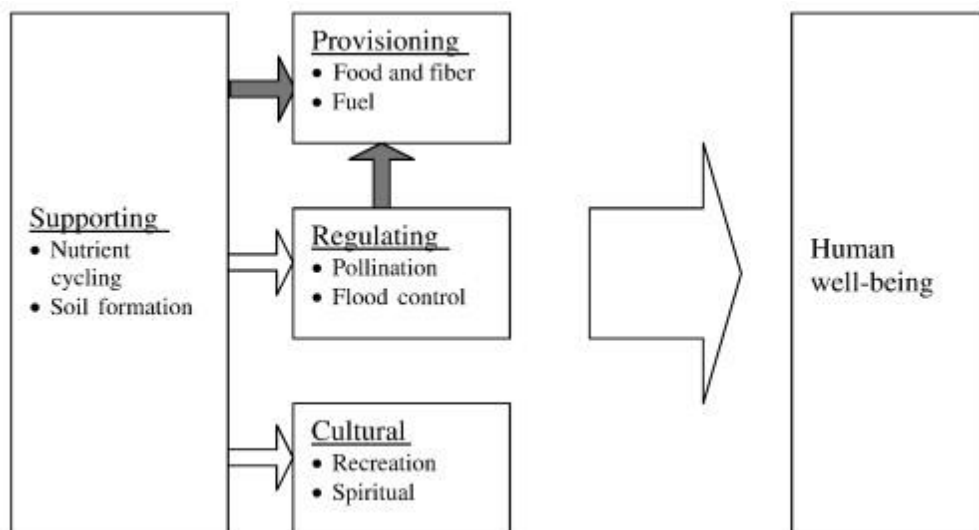 Provisioning
• Food and fiber
• Fuel
Supporting
• Nutrient
cycling
• Soil formation
Regulating
• Pollination
• Flood control
Cultural
• Recreation
• Spiritual
Human
well-being